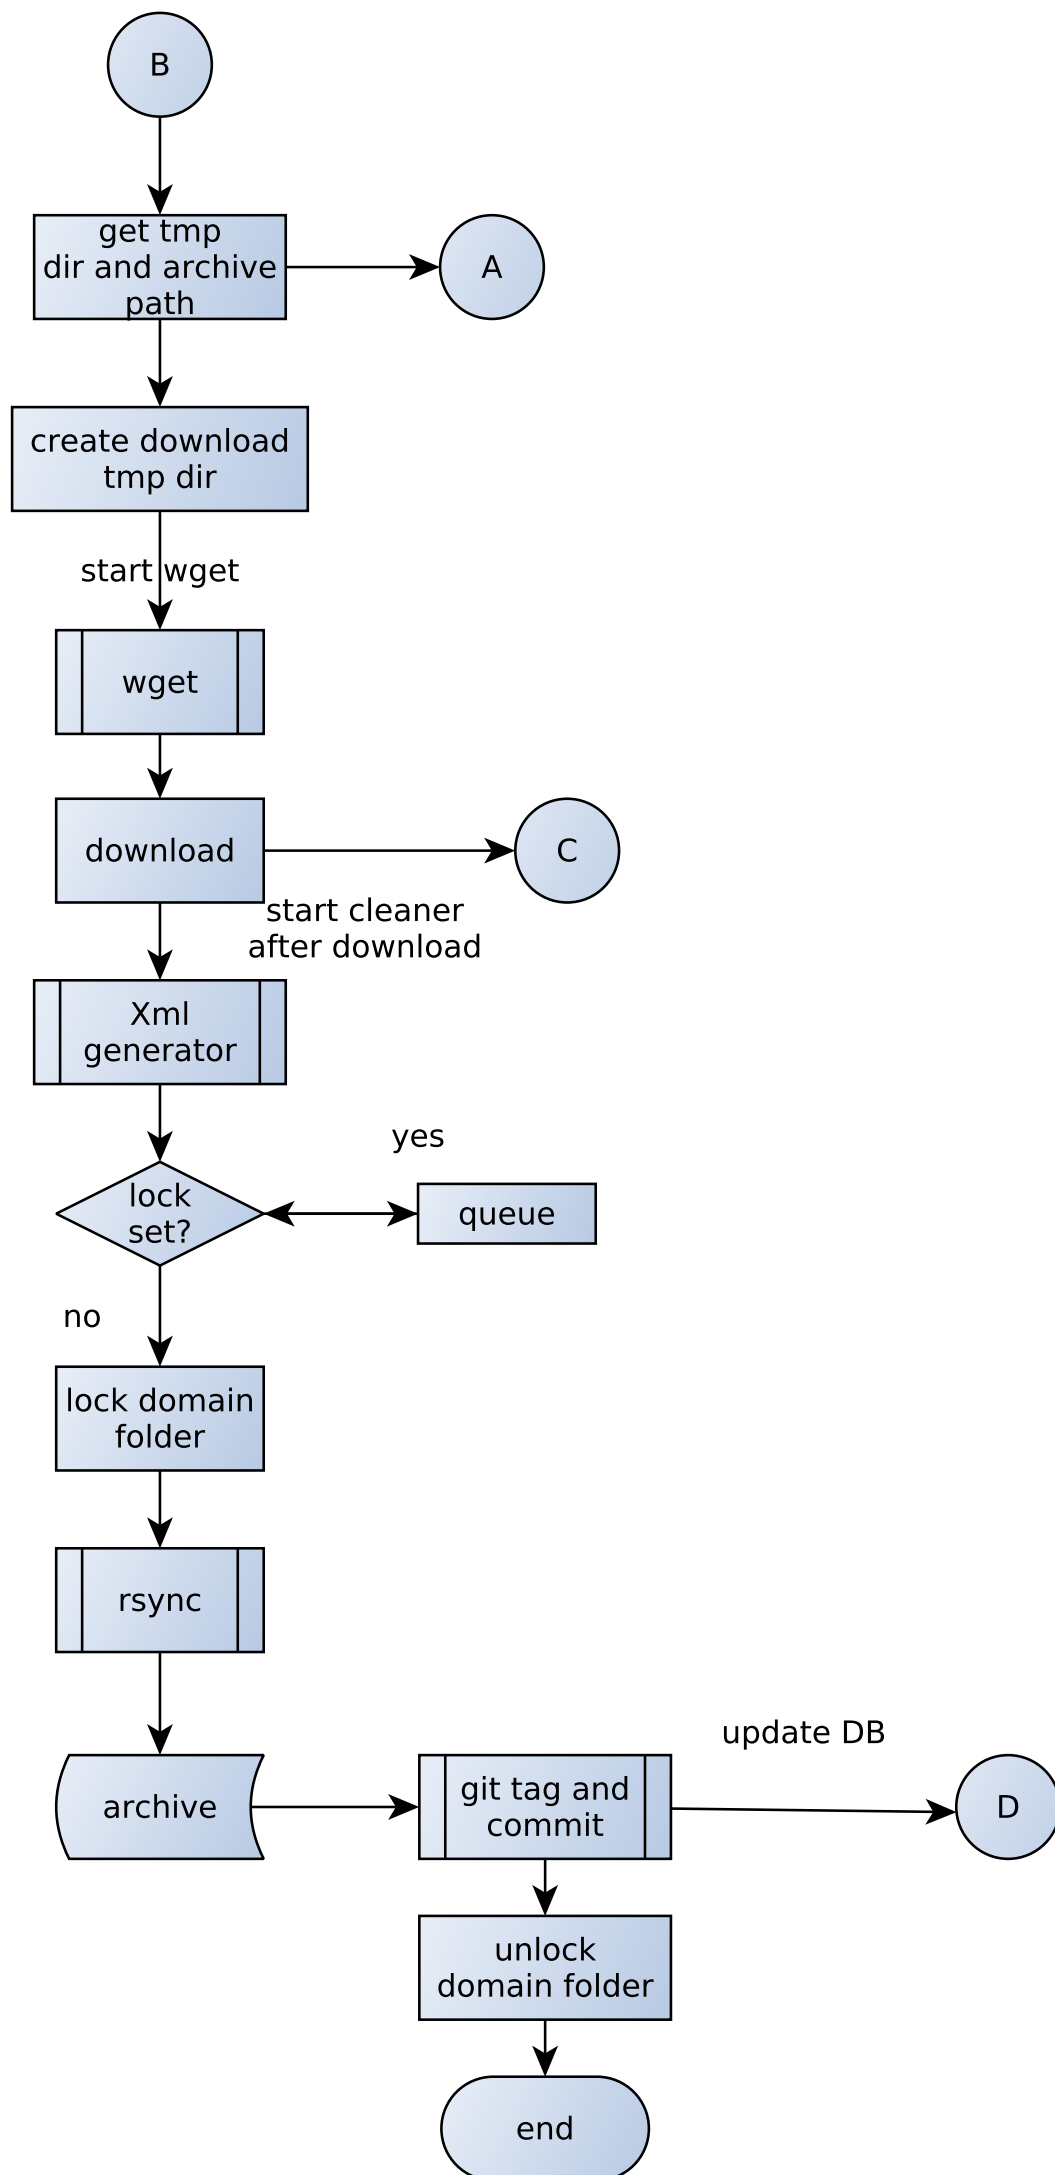 B
get tmp
dir and archive
path
A
create download
tmp dir
start wget
wget
download
C
start cleaner
after download
Xml
generator
yes
lock
set?
queue
no
lock domain
folder
rsync
update DB
archive
git tag and
commit
D
unlock
domain folder
end